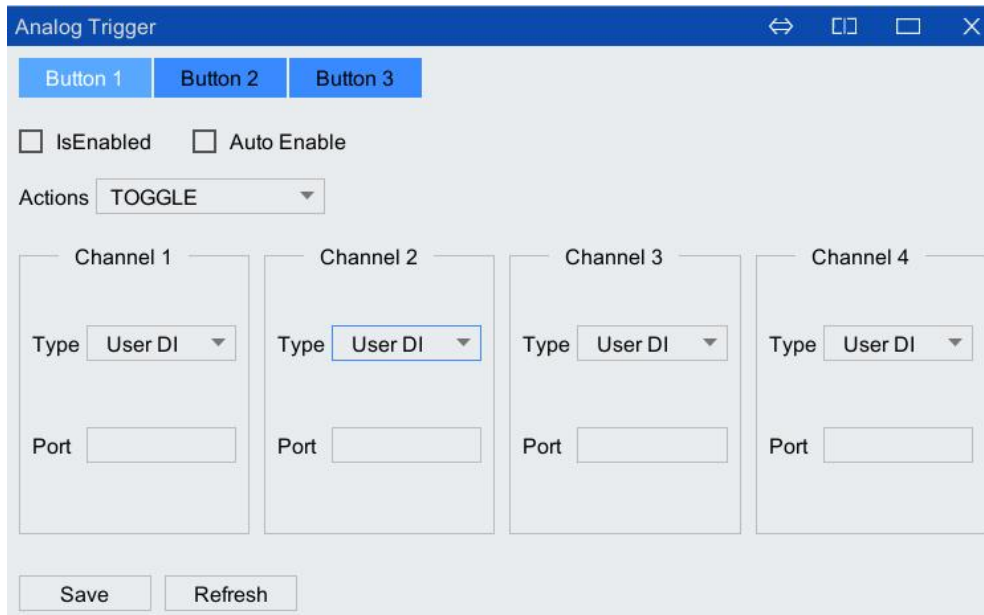 Analog Trigger
Button 1 Button 2 Button 3
IsEnabled Auto Enable
Actions TOGGLE
Channel 1 Channel 2 Channel 3 Channel 4
Type User DI Type User DI Type User DI Type User DI
Port Port Port Port
Save Refresh